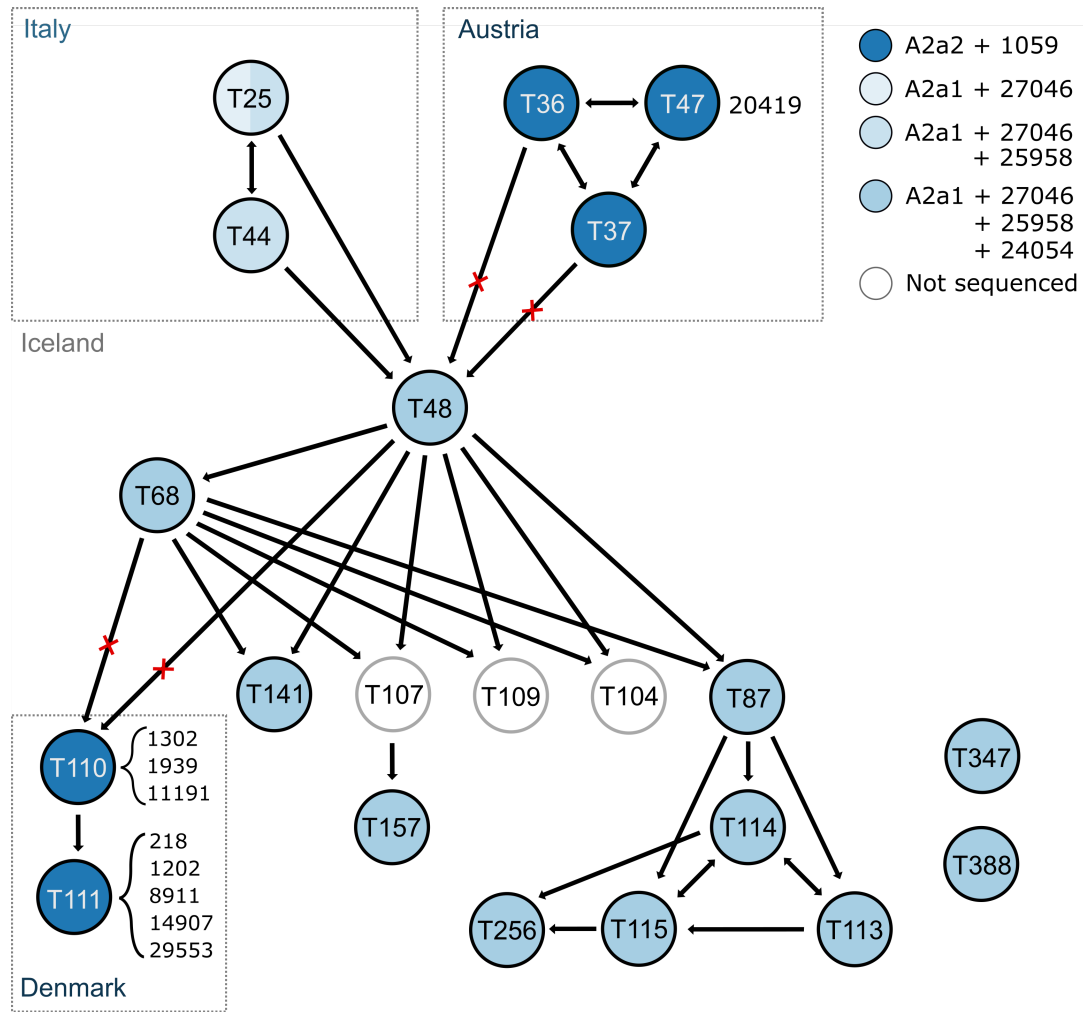 Italy
Austria
A2a2 + 1059
A2a1 + 27046
A2a1 + 27046
+ 25958
A2a1 + 27046
+ 25958
+ 24054
Not sequenced
T25
T36
T47
20419
T44
T37
Iceland
T48
T68
T141
T107
T109
T104
T87
T110
1302
1939
11191
T347
T157
T114
T388
T111
218
1202
8911
14907
29553
T256
T115
T113
Denmark